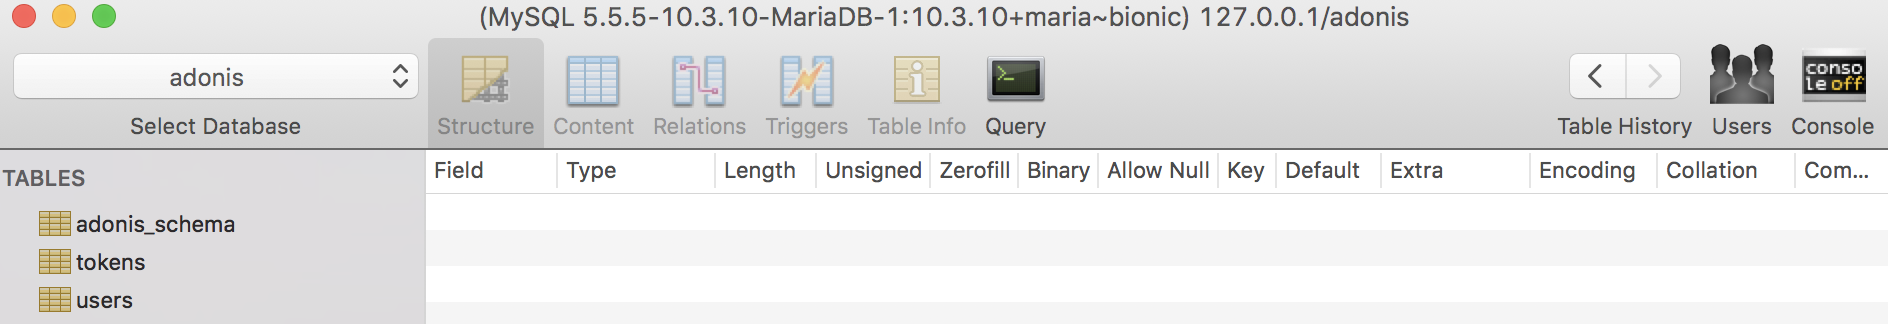 (MySQL 5.5.5-10.3.10-MariaDB-1:10.3.10+maria~bionic) 127.0.0.1/adonis
adonis
conso
le off
Select Database Structure Content Relations Triggers Table Info Query Table History Users Console
TABLES
Field Type Length Unsigned Zerofill Binary Allow Null Key Default Extra Encoding Collation Com...
adonis_schema
tokens
users